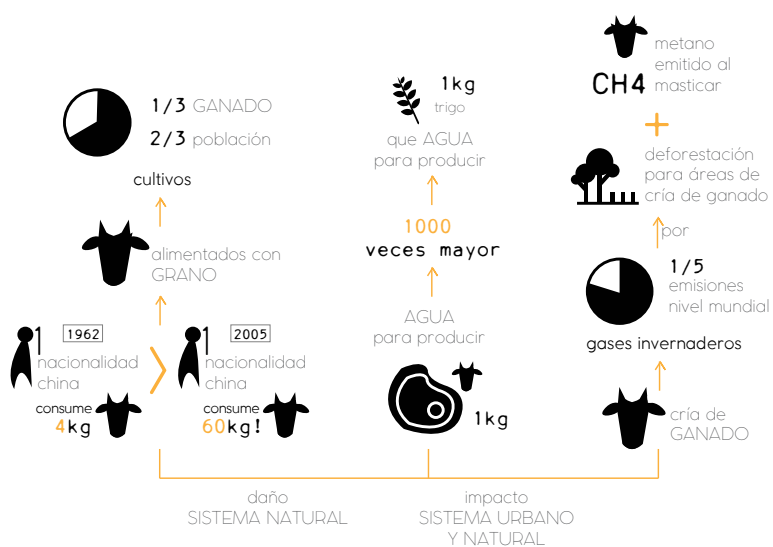 1/3 GANADO
2/3 población
cultivos
alimentados con
GRANO
1962
1
nacionalidad
china
consume
4kg
2005
1
nacionalidad
china
consume
60kg!
1kg
trigo
que AGUA
para producir
1000
veces mayor
AGUA
para producir
1kg
metano
emitido al
masticar
CH4
+
deforestación
para áreas de
cría de ganado
por
1/5
emisiones
nivel mundial
gases invernaderos
cría de
GANADO
daño
SISTEMA NATURAL
impacto
SISTEMA URBANO
Y NATURAL